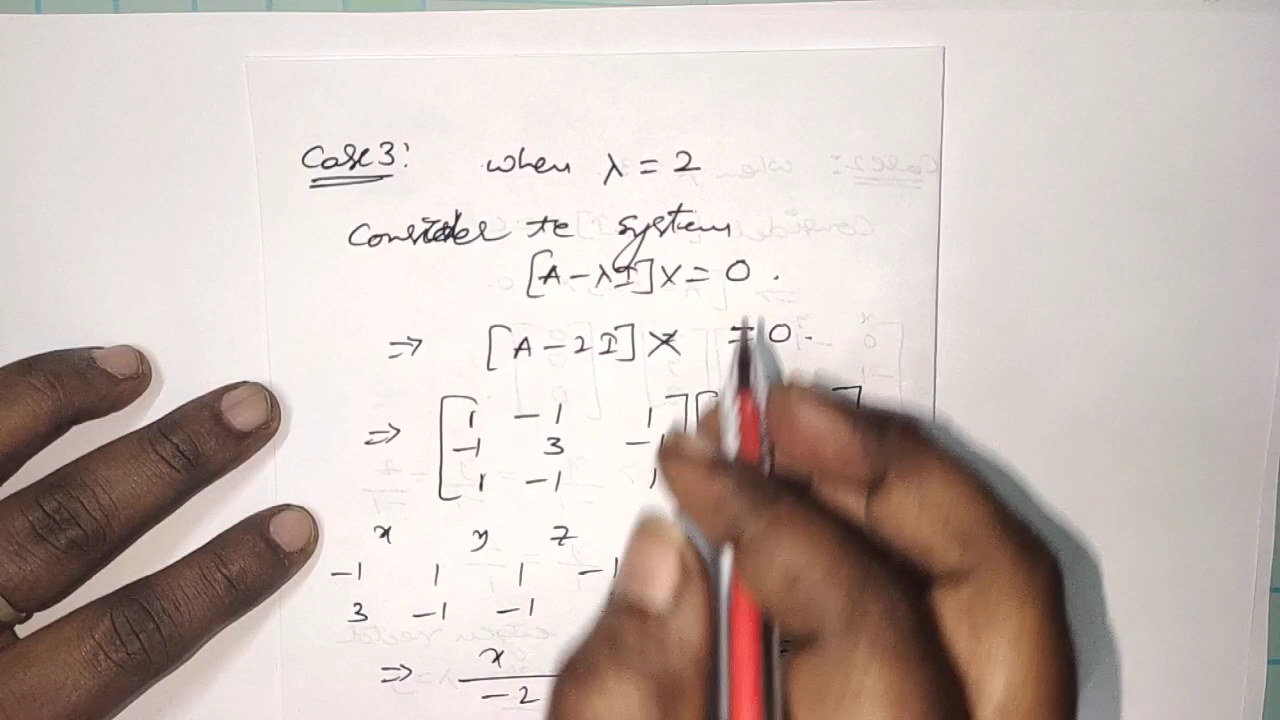 Case 3: when λ = 2
Consider te system
[A - λI]X = 0.
⇒ [A - 2I]X = 0.
⇒ [ 1 -1 1 ] [
-1 3 -1
1 -1 1
x y z
-1 1 1 -1
3 -1 -1
⇒ x/-2 =